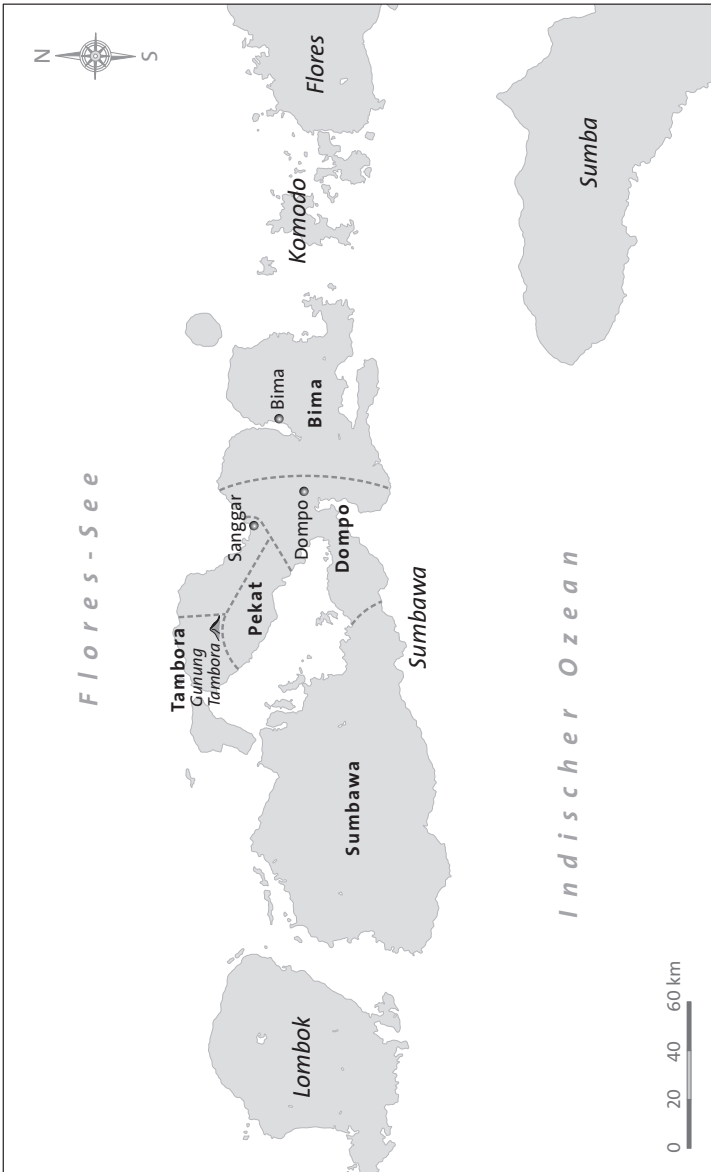 N
S
Flores-See
Flores
Komodo
Sumba
Bima
Bima
Sanggar
Dompo
Dompo
Tambora
Gunung
Tambora
Pekat
Sumbawa
Sumbawa
Indischer Ozean
Lombok
0 20 40 60 km